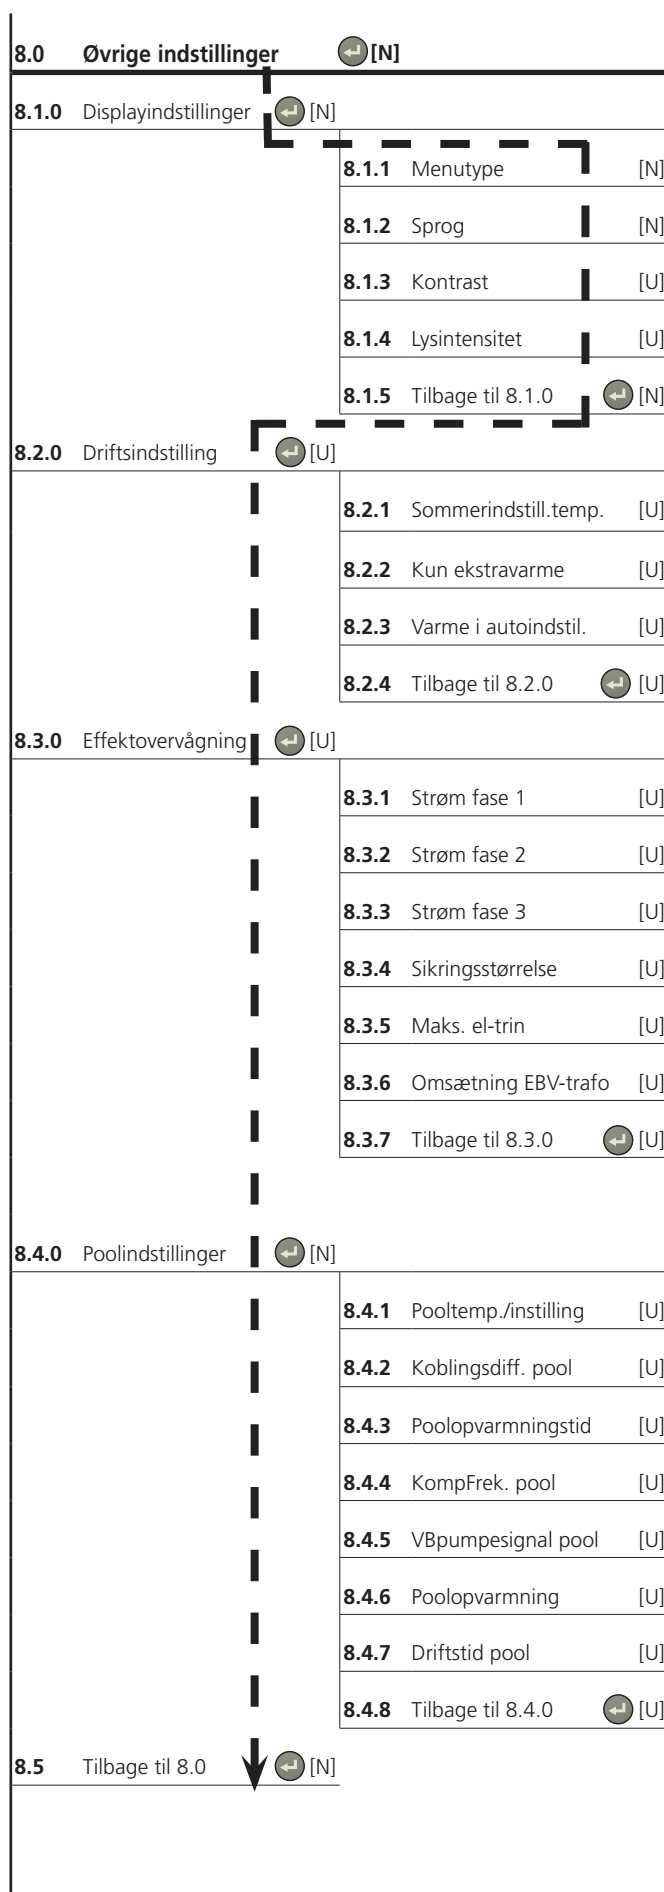 8.0 Øvrige indstillinger [N]
8.1.0 Displayindstillinger [N]
8.1.1 Menutype [N]
8.1.2 Sprog [N]
8.1.3 Kontrast [U]
8.1.4 Lysintensitet [U]
8.1.5 Tilbage til 8.1.0 [N]
8.2.0 Driftsindstilling [U]
8.2.1 Sommerindstill.temp. [U]
8.2.2 Kun ekstravarme [U]
8.2.3 Varme i autoindstil. [U]
8.2.4 Tilbage til 8.2.0 [U]
8.3.0 Effektovervågning [U]
8.3.1 Strøm fase 1 [U]
8.3.2 Strøm fase 2 [U]
8.3.3 Strøm fase 3 [U]
8.3.4 Sikringsstørrelse [U]
8.3.5 Maks. el-trin [U]
8.3.6 Omsætning EBV-trafo [U]
8.3.7 Tilbage til 8.3.0 [U]
8.4.0 Poolindstillinger [N]
8.4.1 Pooltemp./instilling [U]
8.4.2 Koblingsdiff. pool [U]
8.4.3 Poolopvarmningstid [U]
8.4.4 KompFrek. pool [U]
8.4.5 VBpumpesignal pool [U]
8.4.6 Poolopvarmning [U]
8.4.7 Driftstid pool [U]
8.4.8 Tilbage til 8.4.0 [U]
8.5 Tilbage til 8.0 [N]